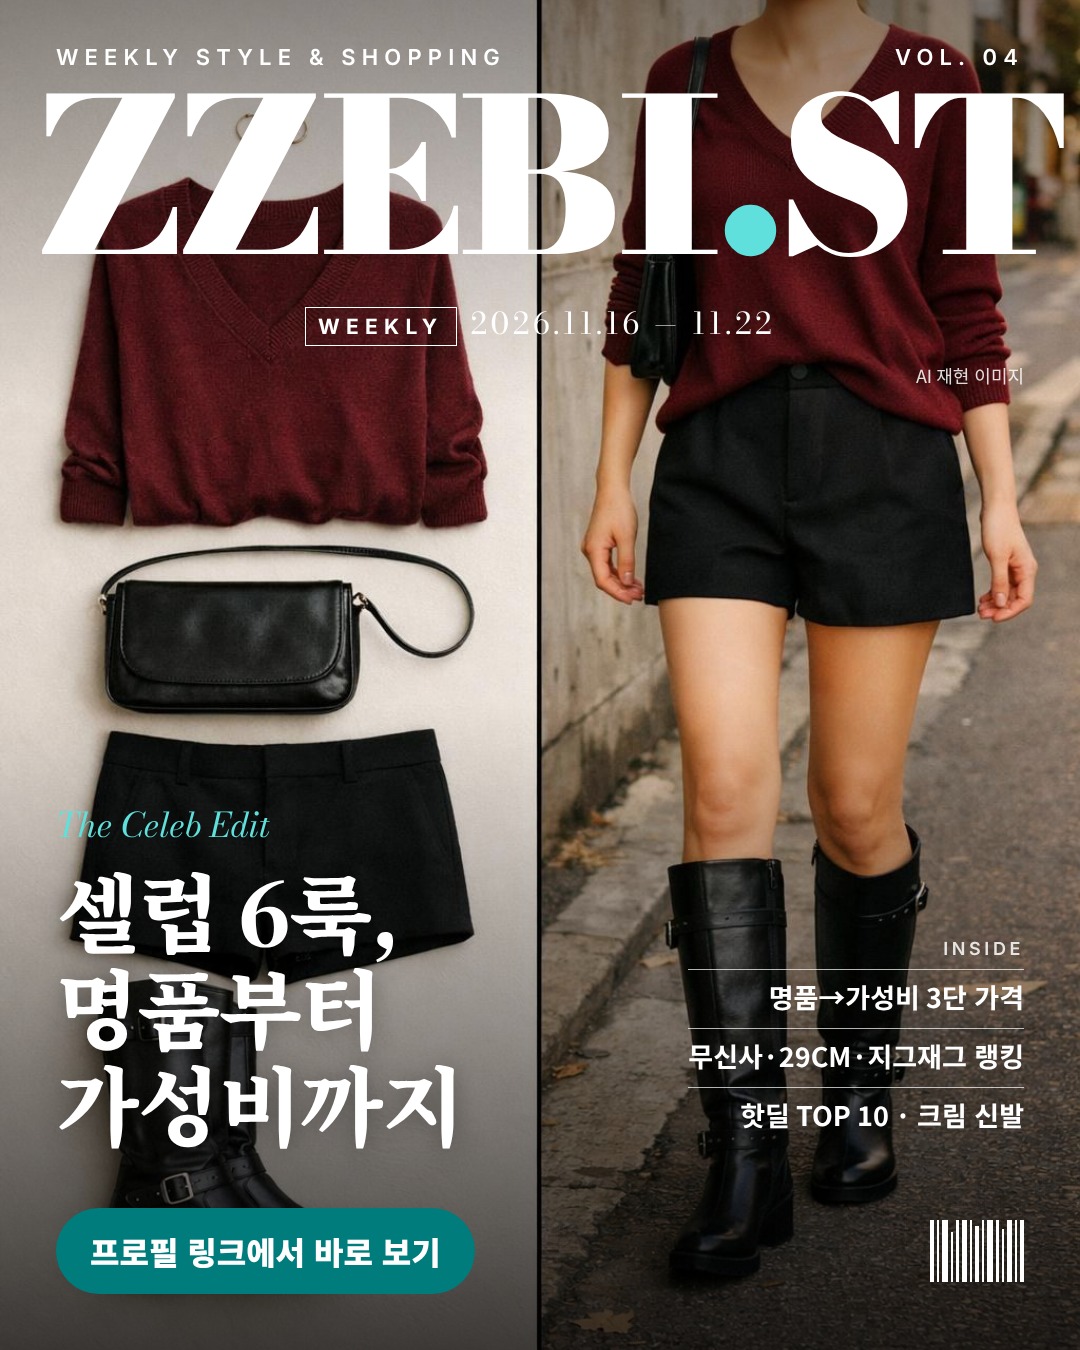 WEEKLY STYLE & SHOPPING
VOL. 04
ZZEBI.ST
WEEKLY 2026.11.16 — 11.22
AI 재현 이미지
The Celeb Edit
셀럽 6룩,
명품부터
가성비까지
INSIDE
명품→가성비 3단 가격
무신사·29CM·지그재그 랭킹
핫딜 TOP 10 · 크림 신발
프로필 링크에서 바로 보기